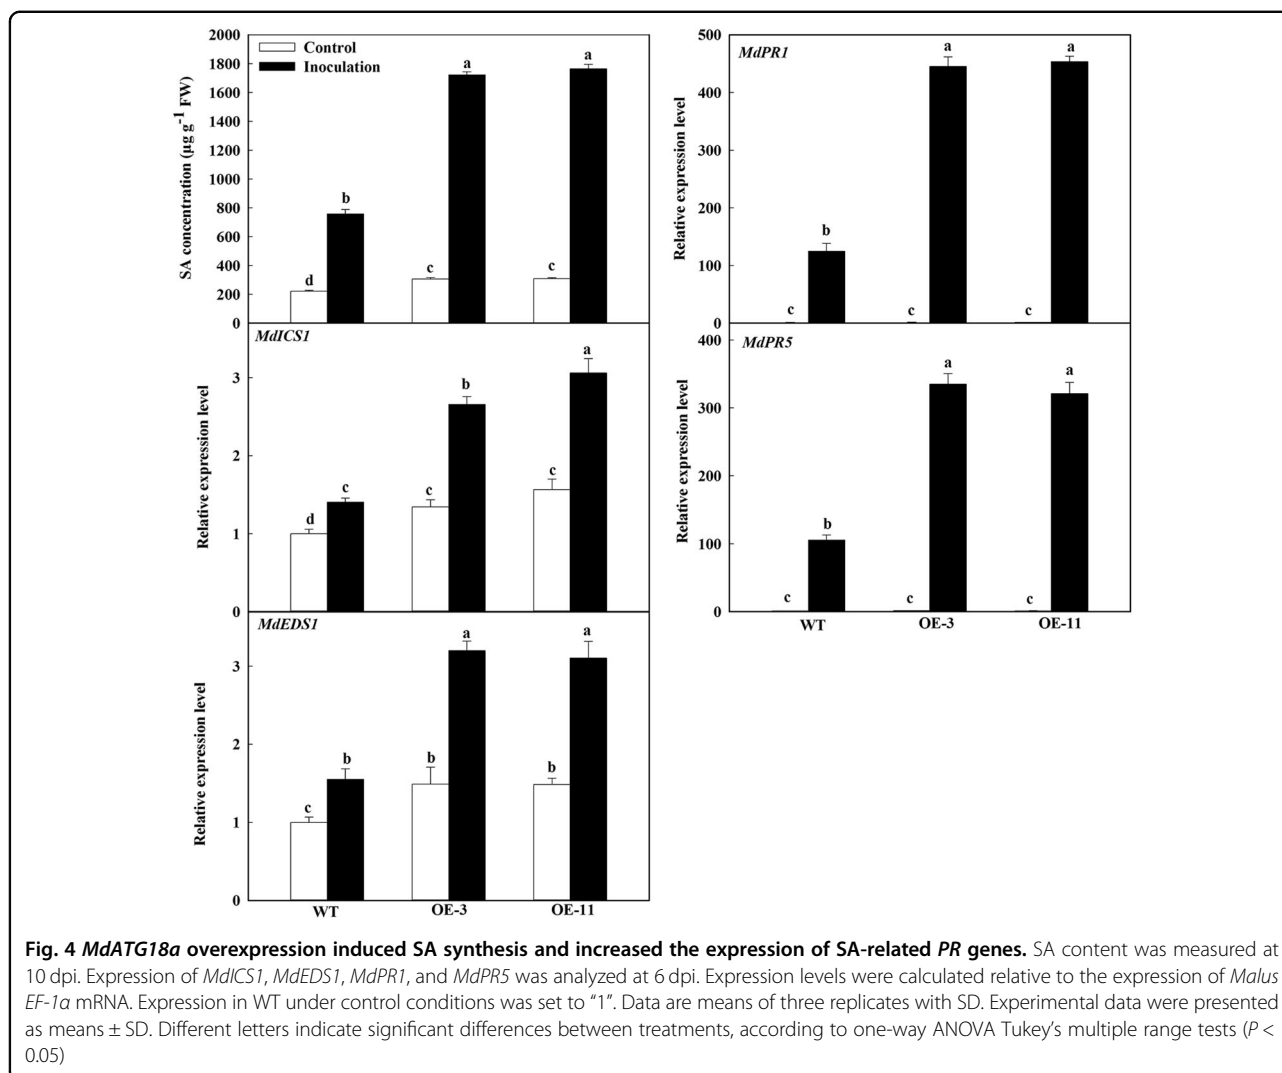 Control
Inoculation
SA concentration (µg g-1 FW)
2000
1800
1600
1400
1200
1000
800
600
400
200
0
d
b
c
a
c
a
MdICS1
Relative expression level
3
2
1
0
d
c
c
b
c
a
MdEDS1
Relative expression level
3
2
1
0
c
b
b
a
b
a
WT
OE-3
OE-11
MdPR1
Relative expression level
500
400
300
200
100
0
c
b
c
a
c
a
MdPR5
Relative expression level
400
300
200
100
0
c
b
c
a
c
a
WT
OE-3
OE-11
Fig. 4 MdATG18a overexpression induced SA synthesis and increased the expression of SA-related PR genes. SA content was measured at
10 dpi. Expression of MdICS1, MdEDS1, MdPR1, and MdPR5 was analyzed at 6 dpi. Expression levels were calculated relative to the expression of Malus
EF-1a mRNA. Expression in WT under control conditions was set to “1”. Data are means of three replicates with SD. Experimental data were presented
as means ± SD. Different letters indicate significant differences between treatments, according to one-way ANOVA Tukey’s multiple range tests (P <
0.05)